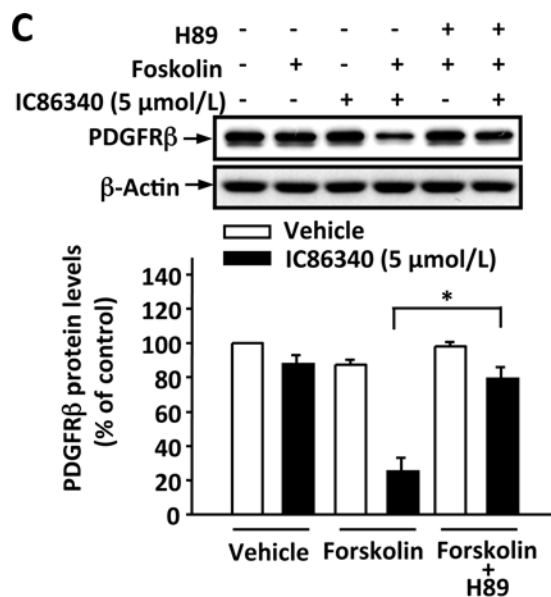 C
H89 - - - - + +
Foskolin - + - + + +
IC86340 (5 μmol/L) - - + + - +
PDGFRβ
β-Actin
Vehicle
IC86340 (5 μmol/L)
PDGFRβ protein levels
(% of control)
140
120
100
80
60
40
20
0
*
Vehicle Forskolin Forskolin
+
H89